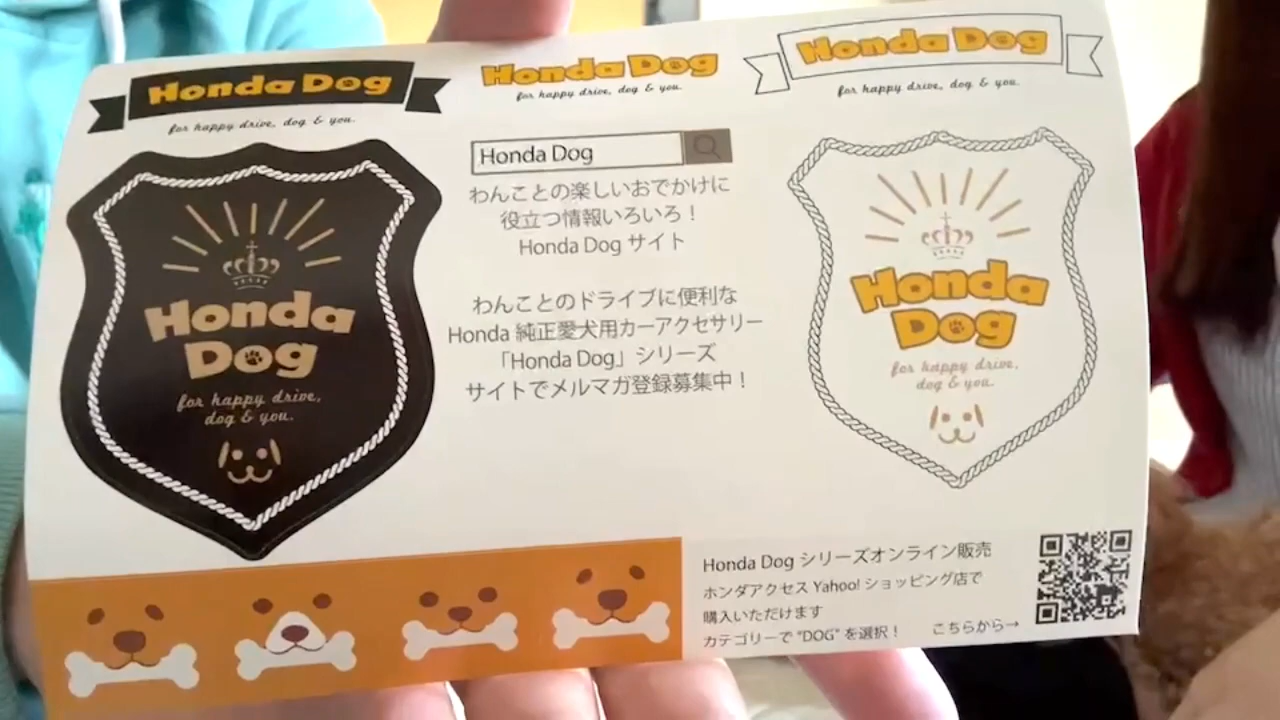 Honda Dog
for happy drive, dog & you.
Honda
Dog
for happy drive,
dog & you.
Honda Dog
for happy drive, dog & you.
Honda Dog
わんことの楽しいおでかけに
役立つ情報いろいろ！
Honda Dog サイト
わんことのドライブに便利な
Honda 純正愛犬用カーアクセサリー
「Honda Dog」シリーズ
サイトでメルマガ登録募集中！
Honda Dog
for happy drive, dog & you.
Honda
Dog
for happy drive,
dog & you.
Honda Dog シリーズオンライン販売
ホンダアクセス Yahoo! ショッピング店で
購入いただけます
カテゴリーで "DOG" を選択！ こちらから→